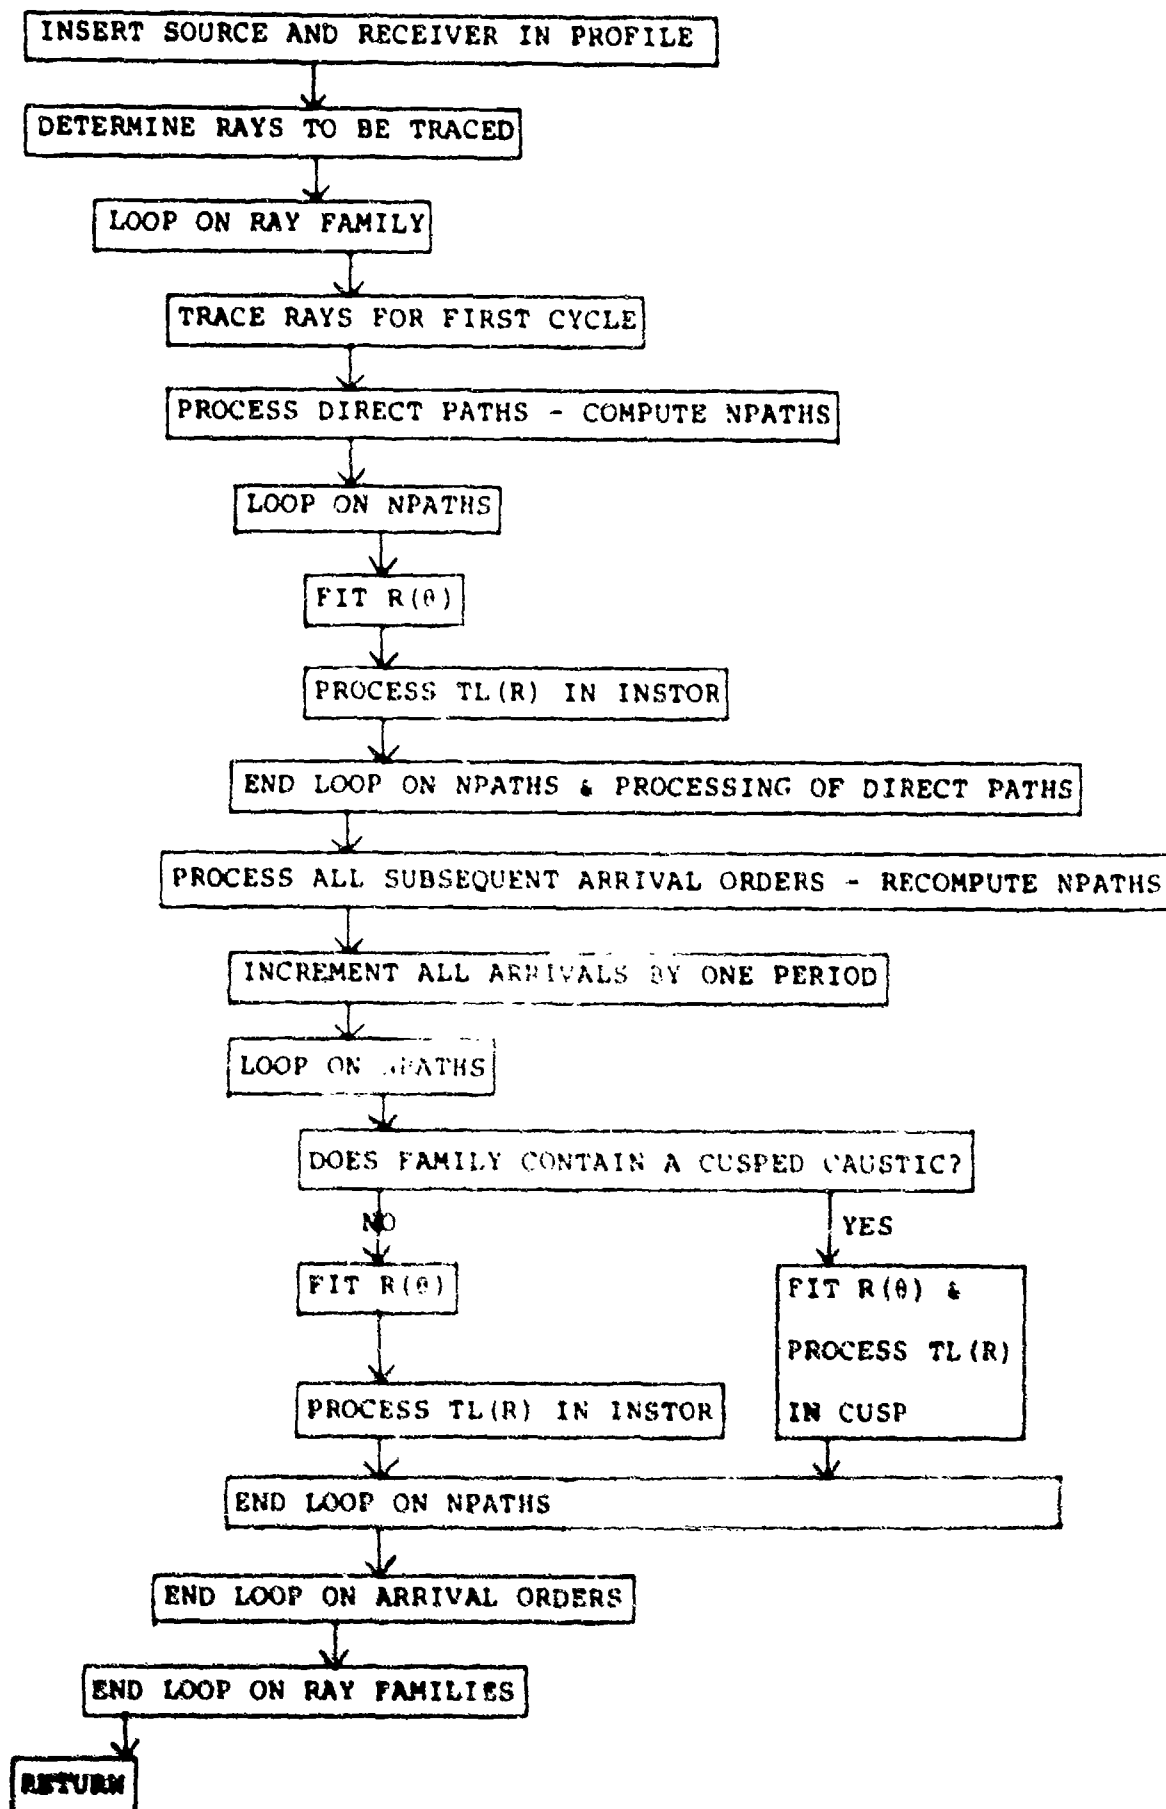 INSERT SOURCE AND RECEIVER IN PROFILE
DETERMINE RAYS TO BE TRACED
LOOP ON RAY FAMILY
TRACE RAYS FOR FIRST CYCLE
PROCESS DIRECT PATHS - COMPUTE NPATHS
LOOP ON NPATHS
FIT R(θ)
PROCESS TL(R) IN INSTOR
END LOOP ON NPATHS & PROCESSING OF DIRECT PATHS
PROCESS ALL SUBSEQUENT ARRIVAL ORDERS - RECOMPUTE NPATHS
INCREMENT ALL ARRIVALS BY ONE PERIOD
LOOP ON NPATHS
DOES FAMILY CONTAIN A CUSPED CAUSTIC?
NO YES
FIT R(θ)
FIT R(θ) &
PROCESS TL(R)
IN CUSP
PROCESS TL(R) IN INSTOR
END LOOP ON NPATHS
END LOOP ON ARRIVAL ORDERS
END LOOP ON RAY FAMILIES
RETURN